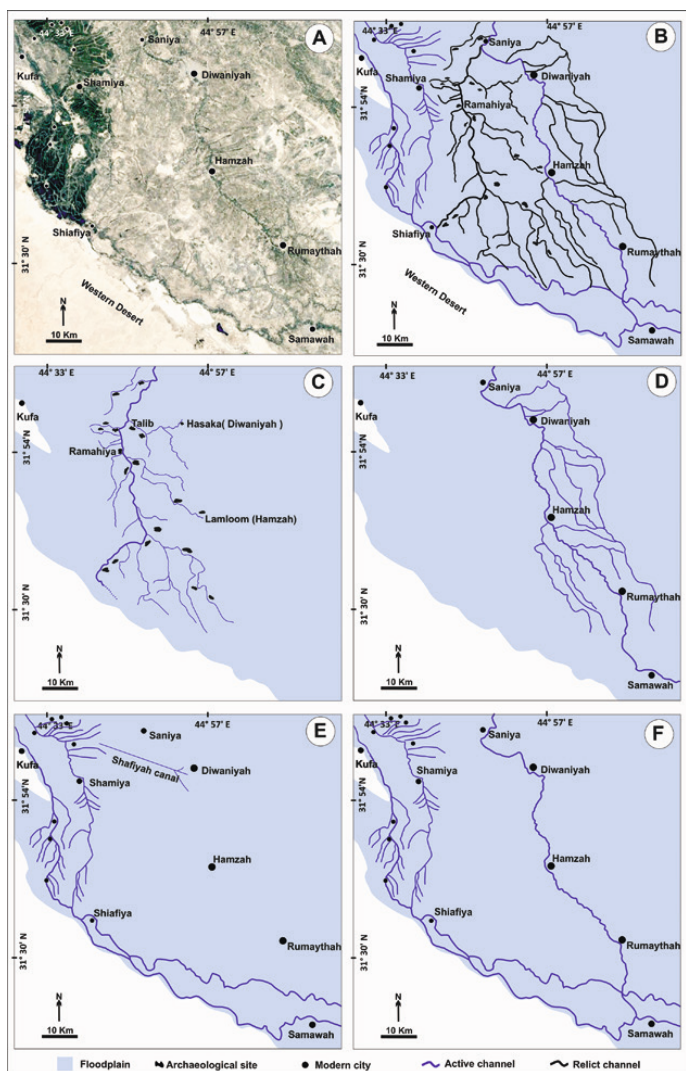 44° 33' E
44° 57' E
A
Saniya
Kufa
Shamiya
Diwaniyah
31° 54' N
Hamzah
Shiafiya
Rumaythah
31° 30' N
Western Desert
N
10 Km
Samawah
44° 33' E
44° 57' E
B
Saniya
Kufa
Shamiya
Diwaniyah
Ramahiya
31° 54' N
Hamzah
Shiafiya
Rumaythah
31° 30' N
Western Desert
N
10 Km
Samawah
44° 33' E
44° 57' E
C
Kufa
Talib
Hasaka( Diwaniyah )
Ramahiya
31° 54' N
Lamloom (Hamzah)
31° 30' N
N
10 Km
44° 33' E
44° 57' E
D
Saniya
Kufa
Diwaniyah
31° 54' N
Hamzah
Rumaythah
31° 30' N
N
10 Km
Samawah
44° 33' E
44° 57' E
E
Saniya
Kufa
Shafiyah canal
Diwaniyah
Shamiya
31° 54'N
Hamzah
Shiafiya
Rumaythah
31° 30' N
N
10 Km
Samawah
44° 33' E
44° 57' E
F
Saniya
Kufa
Shamiya
Diwaniyah
31° 54'N
Hamzah
Shiafiya
Rumaythah
31° 30' N
N
10 Km
Samawah
Floodplain
Archaeological site
Modern city
Active channel
Relict channel